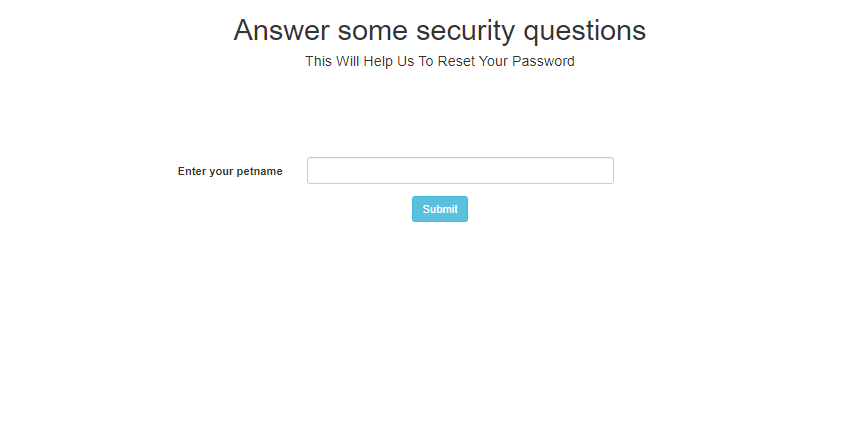 Answer some security questions
This Will Help Us To Reset Your Password
Enter your petname
Submit